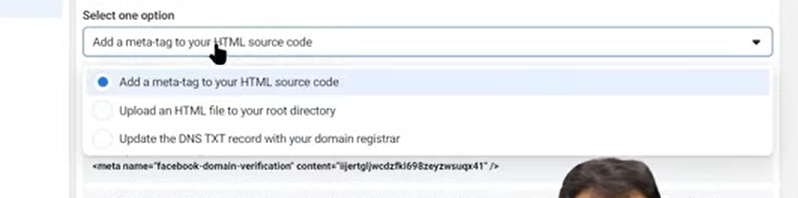 Select one option
Add a meta-tag to your HTML source code
Add a meta-tag to your HTML source code
Upload an HTML file to your root directory
Update the DNS TXT record with your domain registrar
<meta name="facebook-domain-verification" content="iijertgljwcdzfkl698zeyzwsuqx41" />